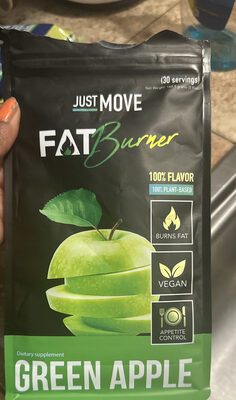 (30 servings)
JUST MOVE
FAT Burner
100% FLAVOR
100% PLANT-BASED
BURNS FAT
VEGAN
APPETITE
CONTROL
Dietary supplement
GREEN APPLE